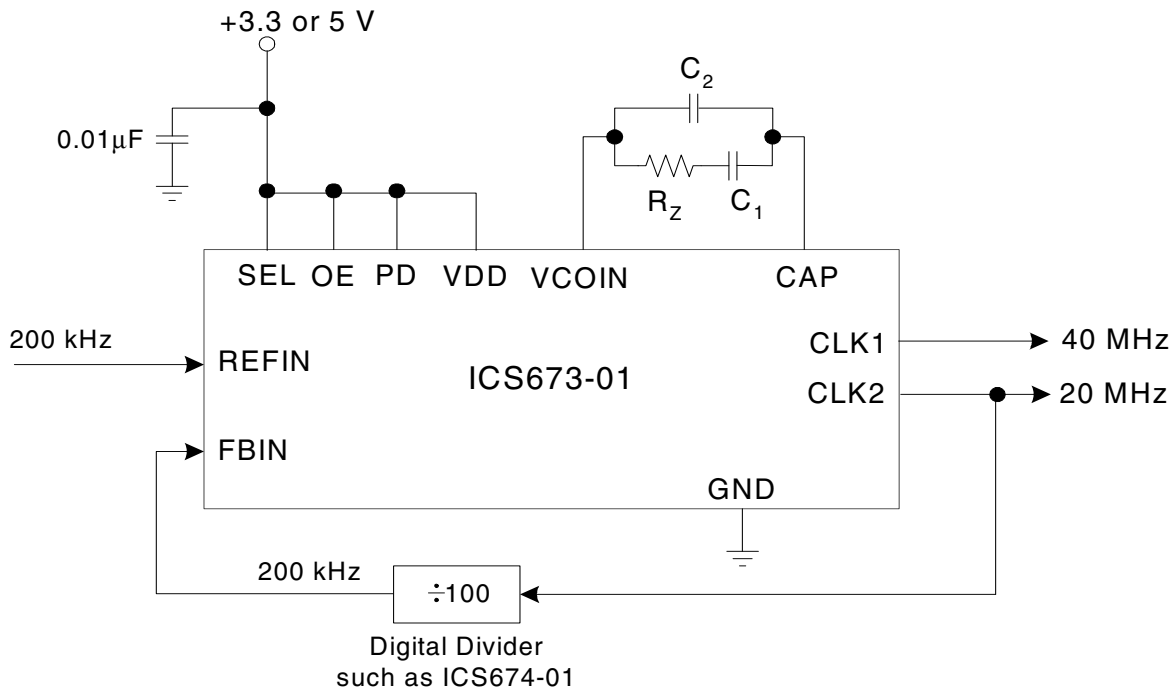 +3.3 or 5 V
C2
0.01μF
RZ
C1
SEL OE PD VDD VCOIN CAP
200 kHz
REFIN
CLK1
40 MHz
ICS673-01
CLK2
20 MHz
FBIN
GND
200 kHz
÷100
Digital Divider
such as ICS674-01